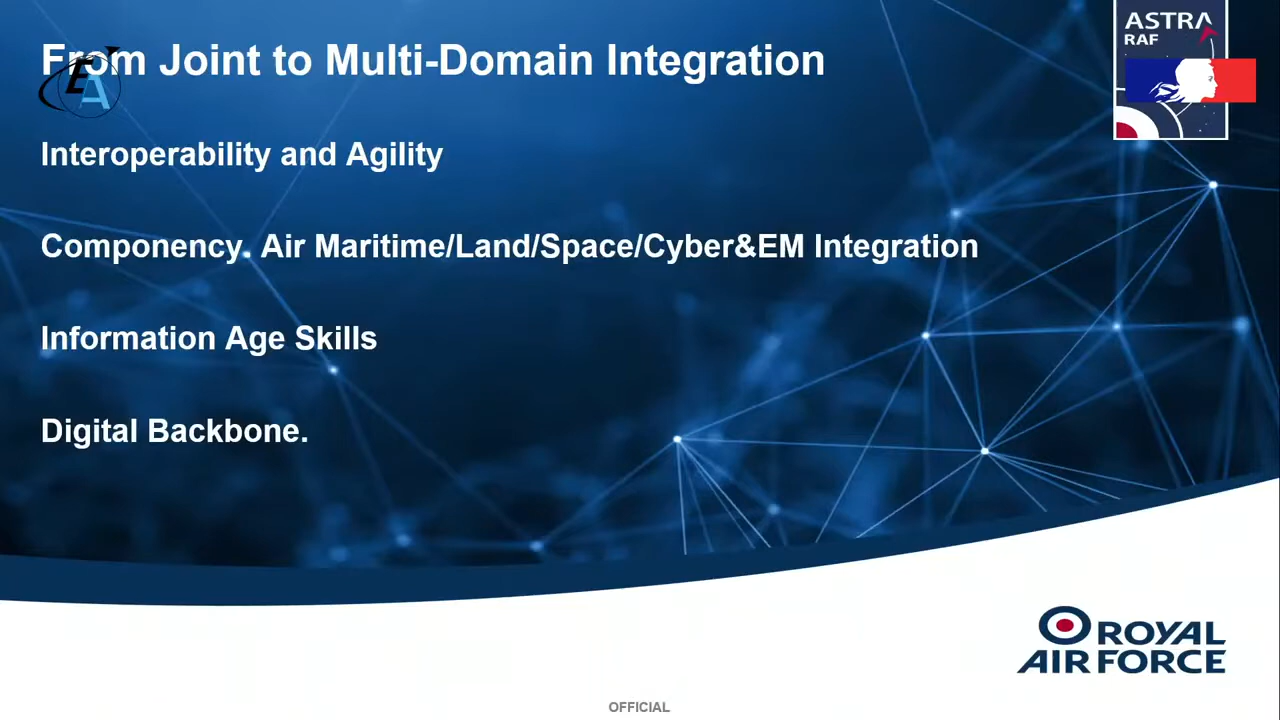 From Joint to Multi-Domain Integration
EA
ASTRA
RAF
Interoperability and Agility
Componency. Air Maritime/Land/Space/Cyber&EM Integration
Information Age Skills
Digital Backbone.
ROYAL
AIR FORCE
OFFICIAL